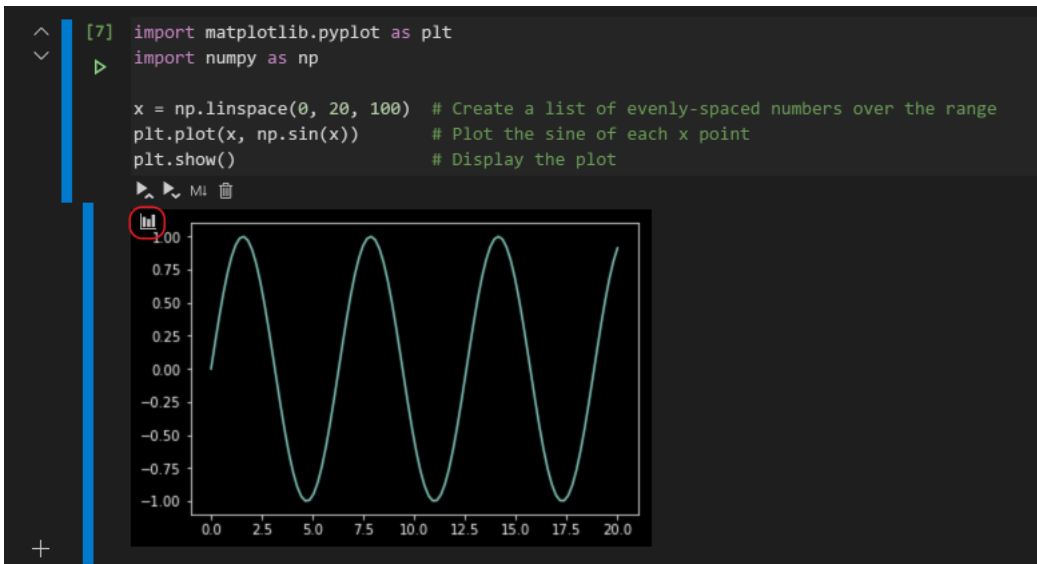 [7] import matplotlib.pyplot as plt
import numpy as np
x = np.linspace(0, 20, 100)  # Create a list of evenly-spaced numbers over the range
plt.plot(x, np.sin(x))       # Plot the sine of each x point
plt.show()                   # Display the plot
M↓
1.00
0.75
0.50
0.25
0.00
−0.25
−0.50
−0.75
−1.00
0.0 2.5 5.0 7.5 10.0 12.5 15.0 17.5 20.0